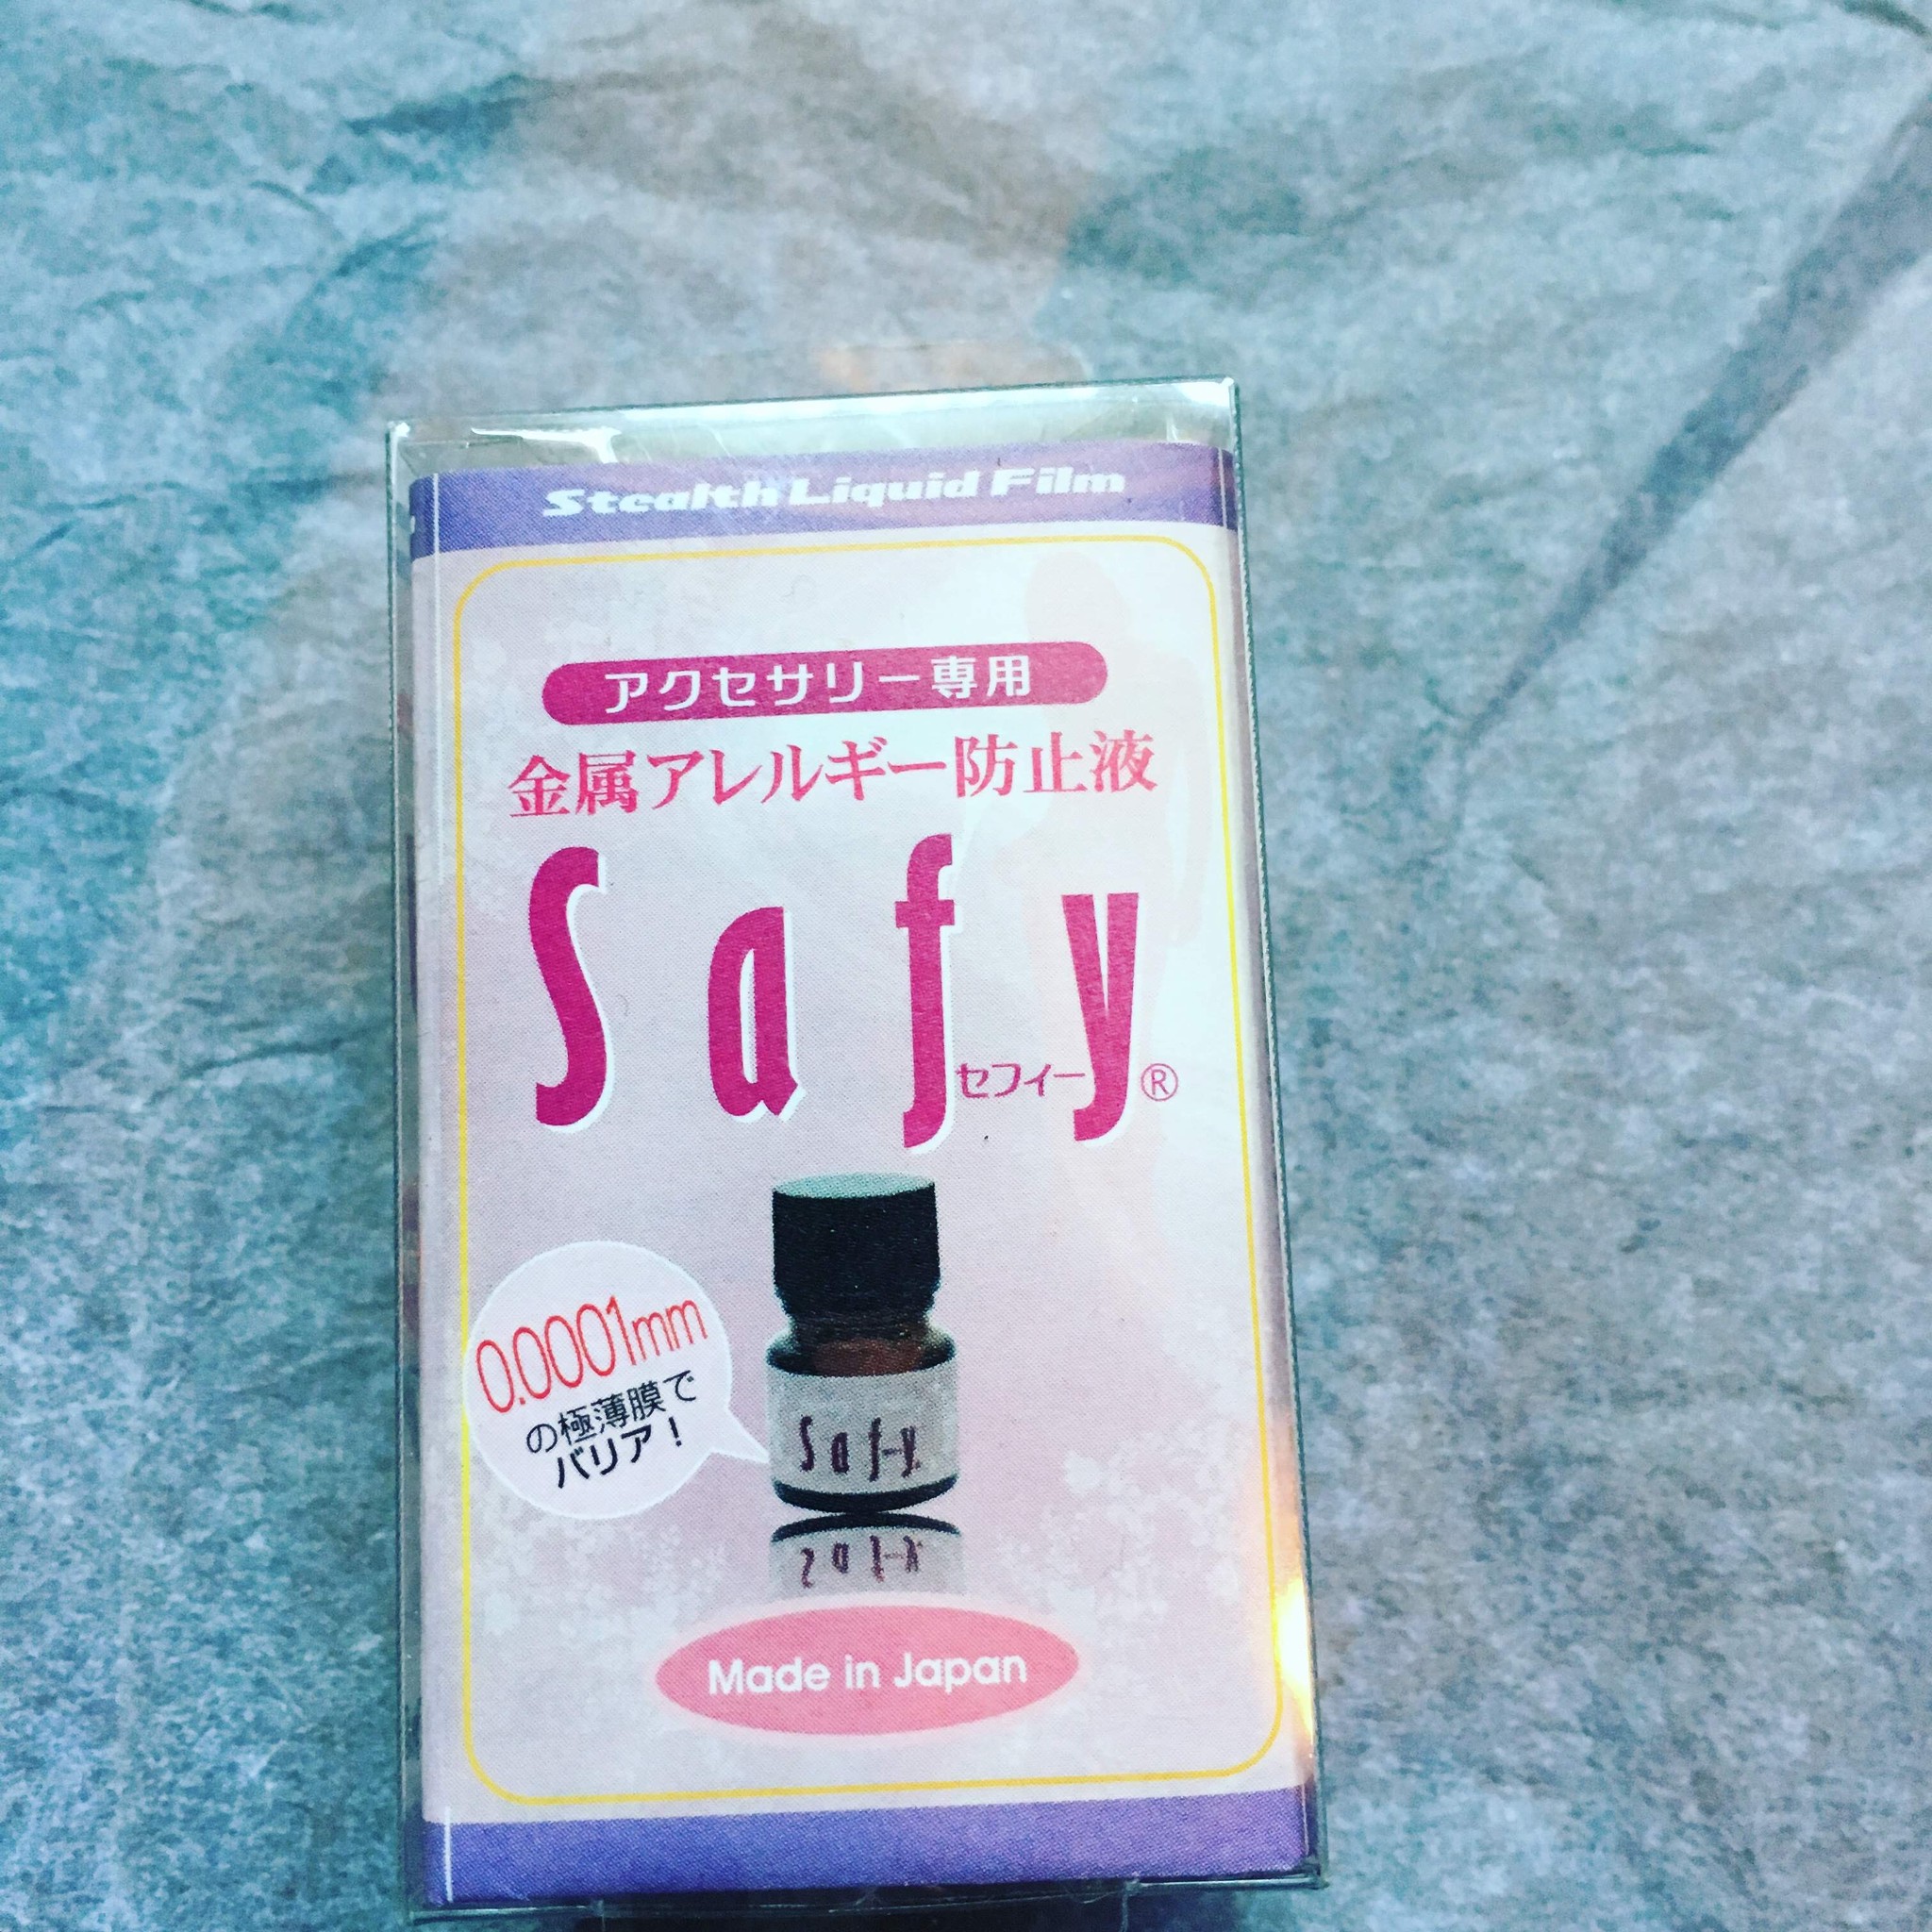 Stealth Liquid Film
アクセサリー専用
金属アレルギー防止液
Safy
セフィー®
0.0001mm
の極薄膜で
バリア!
Safy
Made in Japan